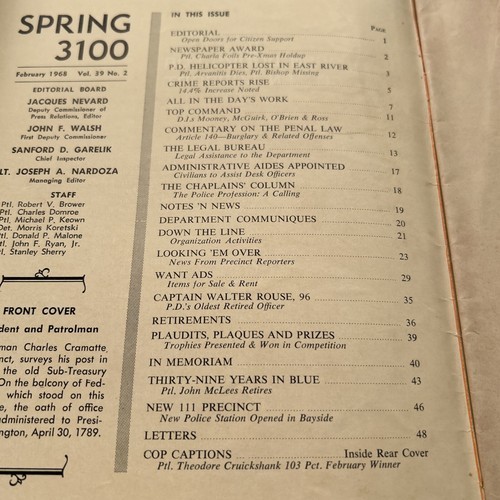 SPRING
3100
February 1968 Vol. 39 No. 2
EDITORIAL BOARD
JACQUES NEVARD
Deputy Commissioner of
Press Relations, Editor
JOHN F. WALSH
First Deputy Commissioner
SANFORD D. GARELIK
Chief Inspector
LT. JOSEPH A. NARDOZA
Managing Editor
STAFF
Ptl. Robert V. Brower
Ptl. Charles Domroe
Ptl. Michael P. Keown
Det. Morris Koretski
Ptl. Donald P. Malone
Ptl. John F. Ryan, Jr.
Ptl. Stanley Sherry
FRONT COVER
dent and Patrolman
man Charles Cramatte,
nct, surveys his post in
the old Sub-Treasury
On the balcony of Fed-
which stood on this
e, the oath of office
administered to Presi-
ngton, April 30, 1789.
IN THIS ISSUE
PAGE
EDITORIAL 1
Open Doors for Citizen Support
NEWSPAPER AWARD 2
Ptl. Charla Foils Pre-Xmas Holdup
P.D. HELICOPTER LOST IN EAST RIVER 3
Ptl. Arvanitis Dies, Ptl. Bishop Missing
CRIME REPORTS RISE 5
14.4% Increase Noted
ALL IN THE DAY'S WORK 7
TOP COMMAND 11
D.I.s Mooney, McGuirk, O'Brien & Ross
COMMENTARY ON THE PENAL LAW 12
Article 140—Burglary & Related Offenses
THE LEGAL BUREAU 13
Legal Assistance to the Department
ADMINISTRATIVE AIDES APPOINTED 17
Civilians to Assist Desk Officers
THE CHAPLAINS' COLUMN 18
The Police Profession: A Calling
NOTES 'N NEWS 19
DEPARTMENT COMMUNIQUES 20
DOWN THE LINE 21
Organization Activities
LOOKING 'EM OVER 23
News From Precinct Reporters
WANT ADS 29
Items for Sale & Rent
CAPTAIN WALTER ROUSE, 96 35
P.D.'s Oldest Retired Officer
RETIREMENTS 36
PLAUDITS, PLAQUES AND PRIZES 39
Trophies Presented & Won in Competition
IN MEMORIAM 40
THIRTY-NINE YEARS IN BLUE 43
Ptl. John McLees Retires
NEW 111 PRECINCT 46
New Police Station Opened in Bayside
LETTERS 48
COP CAPTIONS Inside Rear Cover
Ptl. Theodore Cruickshank 103 Pct. February Winner